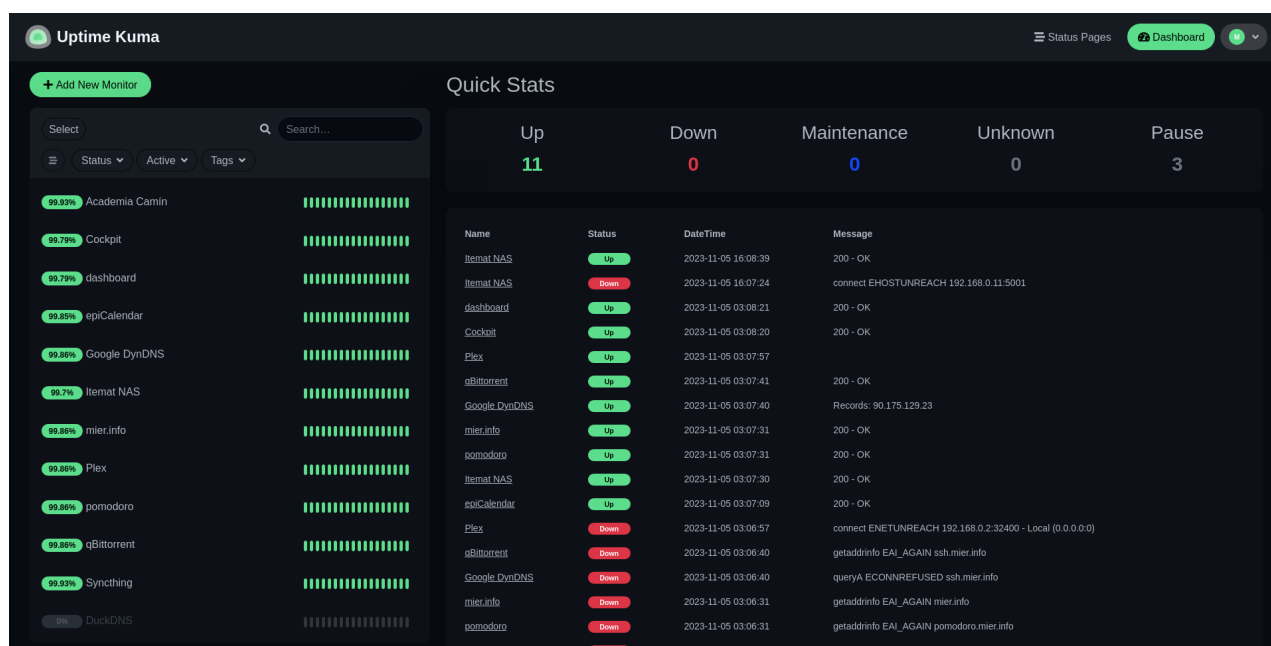 Uptime Kuma
Status Pages
Dashboard
M
Add New Monitor
Select
Search...
Status
Active
Tags
99.93% Academia Camín
99.79% Cockpit
99.79% dashboard
99.85% epiCalendar
99.86% Google DynDNS
99.7% Itemat NAS
99.86% mier.info
99.86% Plex
99.86% pomodoro
99.86% qBittorrent
99.93% Syncthing
0% DuckDNS
Quick Stats
Up Down Maintenance Unknown Pause
11 0 0 0 3
Name Status DateTime Message
Itemat NAS Up 2023-11-05 16:08:39 200 - OK
Itemat NAS Down 2023-11-05 16:07:24 connect EHOSTUNREACH 192.168.0.11:5001
dashboard Up 2023-11-05 03:08:21 200 - OK
Cockpit Up 2023-11-05 03:08:20 200 - OK
Plex Up 2023-11-05 03:07:57
qBittorrent Up 2023-11-05 03:07:41 200 - OK
Google DynDNS Up 2023-11-05 03:07:40 Records: 90.175.129.23
mier.info Up 2023-11-05 03:07:31 200 - OK
pomodoro Up 2023-11-05 03:07:31 200 - OK
Itemat NAS Up 2023-11-05 03:07:30 200 - OK
epiCalendar Up 2023-11-05 03:07:09 200 - OK
Plex Down 2023-11-05 03:06:57 connect ENETUNREACH 192.168.0.2:32400 - Local (0.0.0.0:0)
qBittorrent Down 2023-11-05 03:06:40 getaddrinfo EAI_AGAIN ssh.mier.info
Google DynDNS Down 2023-11-05 03:06:40 queryA ECONNREFUSED ssh.mier.info
mier.info Down 2023-11-05 03:06:31 getaddrinfo EAI_AGAIN mier.info
pomodoro Down 2023-11-05 03:06:31 getaddrinfo EAI_AGAIN pomodoro.mier.info